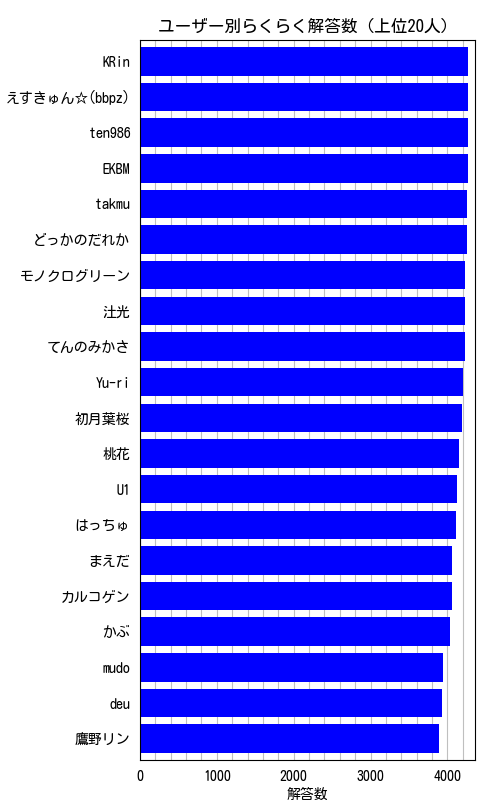 ユーザー別らくらく解答数（上位20人）
KRin
えすきゅん☆(bbpz)
ten986
EKBM
takmu
どっかのだれか
モノクログリーン
辻光
てんのみかさ
Yu-ri
初月葉桜
桃花
U1
はっちゅ
まえだ
カルコゲン
かぶ
mudo
deu
鷹野リン
0 1000 2000 3000 4000
解答数